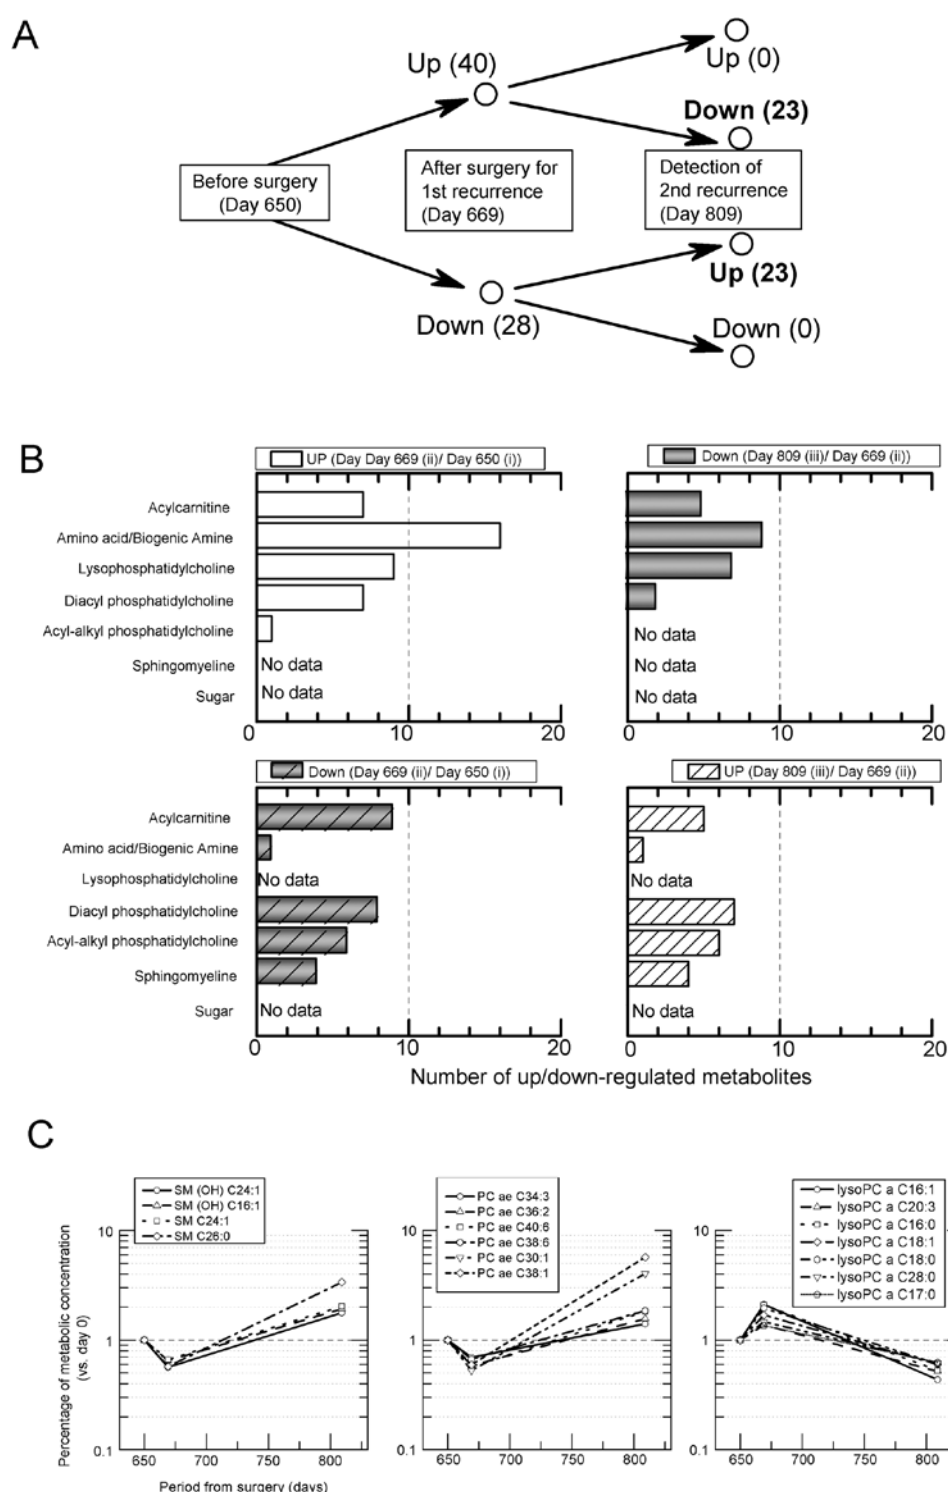 A
Up (40)
Up (0)
Down (23)
Before surgery
(Day 650)
After surgery for
1st recurrence
(Day 669)
Detection of
2nd recurrence
(Day 809)
Up (23)
Down (28)
Down (0)
B
UP (Day Day 669 (ii)/ Day 650 (i))
Down (Day 809 (iii)/ Day 669 (ii))
Acylcarnitine
Amino acid/Biogenic Amine
Lysophosphatidylcholine
Diacyl phosphatidylcholine
Acyl-alkyl phosphatidylcholine
No data
Sphingomyeline
No data
No data
Sugar
No data
No data
0 10 20
0 10 20
Down (Day 669 (ii)/ Day 650 (i))
UP (Day 809 (iii)/ Day 669 (ii))
Acylcarnitine
Amino acid/Biogenic Amine
Lysophosphatidylcholine
No data
No data
Diacyl phosphatidylcholine
Acyl-alkyl phosphatidylcholine
Sphingomyeline
Sugar
No data
No data
0 10 20
0 10 20
Number of up/down-regulated metabolites
C
Percentage of metabolic concentration
(vs. day 0)
SM (OH) C24:1
SM (OH) C16:1
SM C24:1
SM C26:0
10
1
0.1
650 700 750 800
Period from surgery (days)
PC ae C34:3
PC ae C36:2
PC ae C40:6
PC ae C38:6
PC ae C30:1
PC ae C38:1
10
1
0.1
650 700 750 800
lysoPC a C16:1
lysoPC a C20:3
lysoPC a C16:0
lysoPC a C18:1
lysoPC a C18:0
lysoPC a C28:0
lysoPC a C17:0
10
1
0.1
650 700 750 800